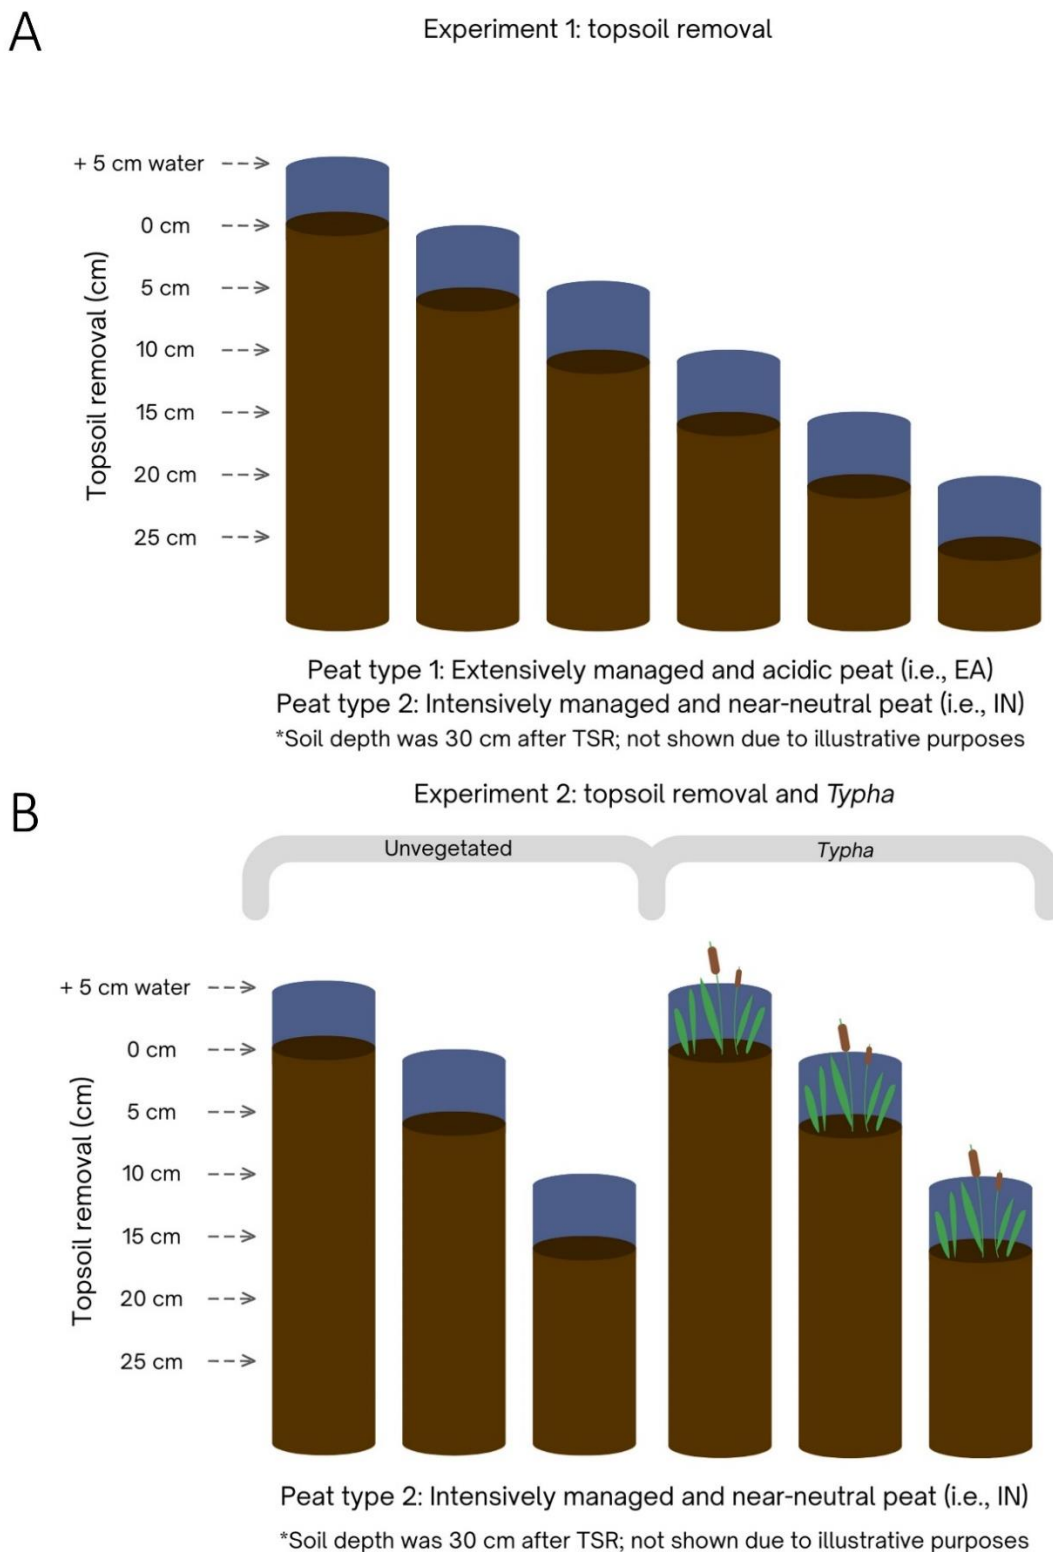 A
Experiment 1: topsoil removal
+ 5 cm water
0 cm
5 cm
10 cm
15 cm
20 cm
25 cm
Topsoil removal (cm)
Peat type 1: Extensively managed and acidic peat (i.e., EA)
Peat type 2: Intensively managed and near-neutral peat (i.e., IN)
*Soil depth was 30 cm after TSR; not shown due to illustrative purposes
B
Experiment 2: topsoil removal and Typha
Unvegetated
Typha
+ 5 cm water
0 cm
5 cm
10 cm
15 cm
20 cm
25 cm
Topsoil removal (cm)
Peat type 2: Intensively managed and near-neutral peat (i.e., IN)
*Soil depth was 30 cm after TSR; not shown due to illustrative purposes